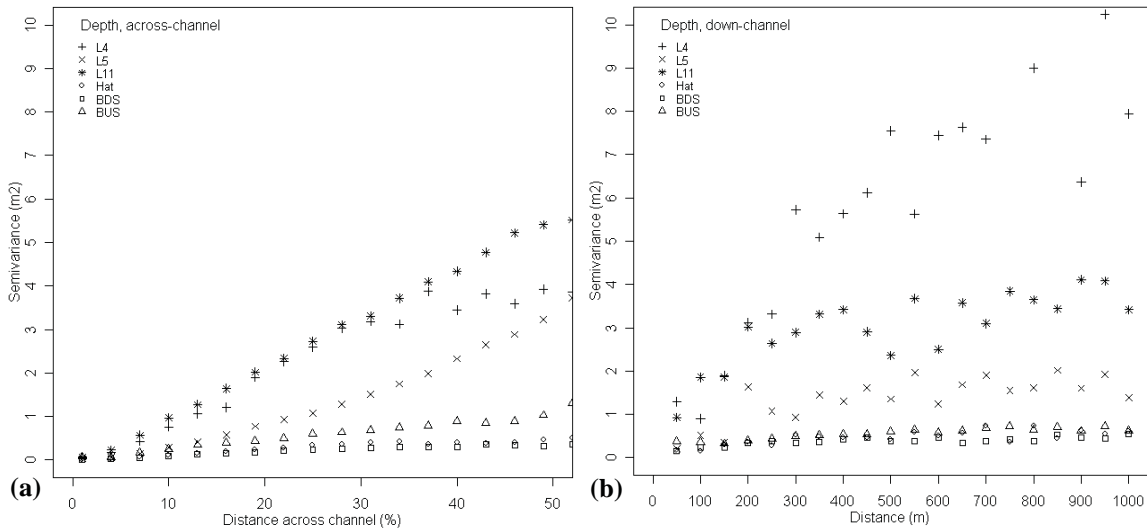 Depth, across-channel
L4
L5
L11
Hat
BDS
BUS
Semivariance (m2)
0 1 2 3 4 5 6 7 8 9 10
0 10 20 30 40 50
Distance across channel (%)
(a)
Depth, down-channel
L4
L5
L11
Hat
BDS
BUS
Semivariance (m2)
0 1 2 3 4 5 6 7 8 9 10
0 100 200 300 400 500 600 700 800 900 1000
Distance (m)
(b)